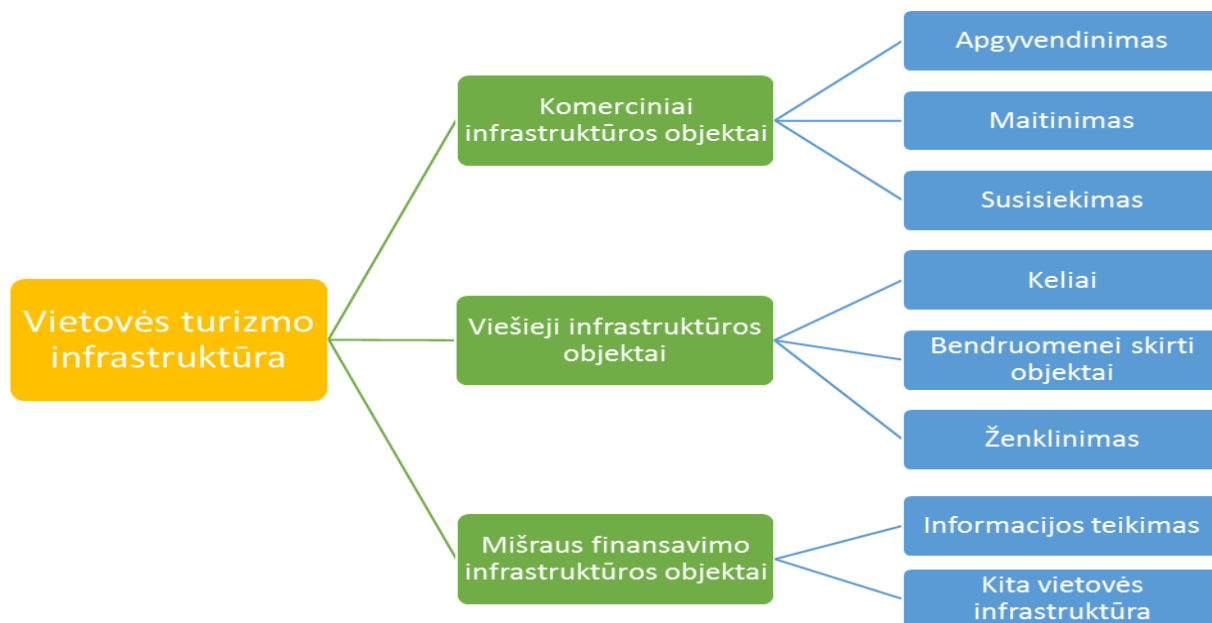 Vietovės turizmo
infrastruktūra
Komerciniai
infrastruktūros objektai
Apgyvendinimas
Maitinimas
Susisiekimas
Viešieji infrastruktūros
objektai
Keliai
Bendruomenei skirti
objektai
Ženklinimas
Mišraus finansavimo
infrastruktūros objektai
Informacijos teikimas
Kita vietovės
infrastruktūra